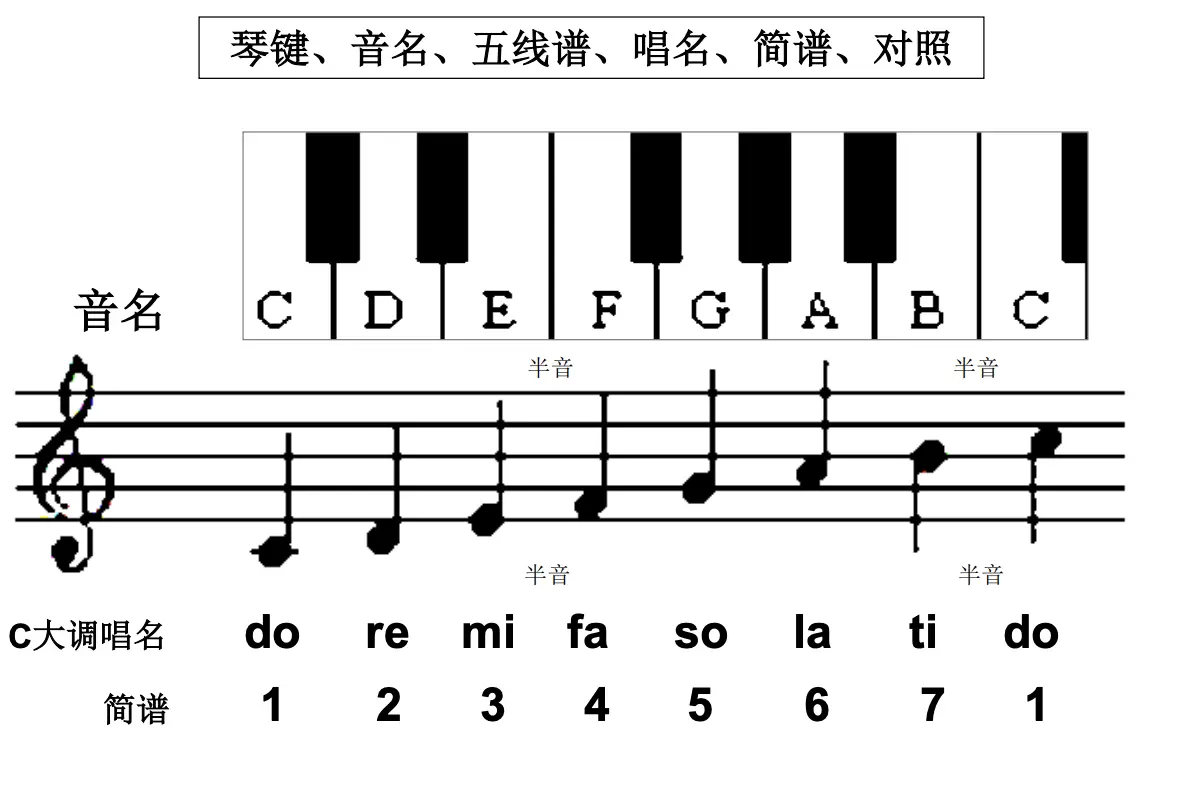 琴键、音名、五线谱、唱名、简谱、对照
音名 C D E F G A B C
半音 半音
半音 半音
C大调唱名 do re mi fa so la ti do
简谱 1 2 3 4 5 6 7 1